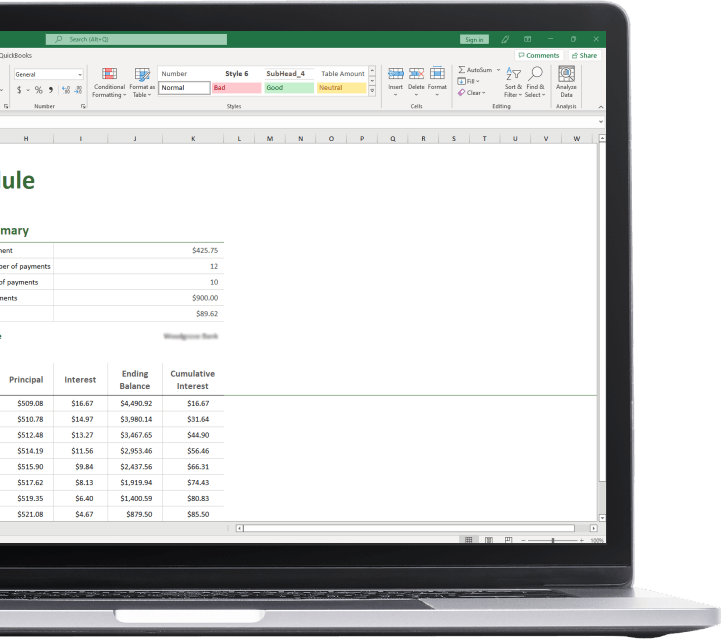 Search (Alt+Q)
Sign in
QuickBooks
Comments
Share
General
$ % 9
Number
Conditional Formatting
Format as Table
Number
Style 6
SubHead_4
Table Amount
Normal
Bad
Good
Neutral
Styles
Insert
Delete
Format
Cells
AutoSum
Fill
Clear
Sort & Filter
Find & Select
Editing
Analyze Data
Analysis
H I J K L M N O P Q R S T U V W
ule
mary
ment $425.75
ber of payments 12
of payments 10
ments $900.00
$89.62
e
Principal Interest Ending Balance Cumulative Interest
$509.08 $16.67 $4,490.92 $16.67
$510.78 $14.97 $3,980.14 $31.64
$512.48 $13.27 $3,467.65 $44.90
$514.19 $11.56 $2,953.46 $56.46
$515.90 $9.84 $2,437.56 $66.31
$517.62 $8.13 $1,919.94 $74.43
$519.35 $6.40 $1,400.59 $80.83
$521.08 $4.67 $879.50 $85.50
100%